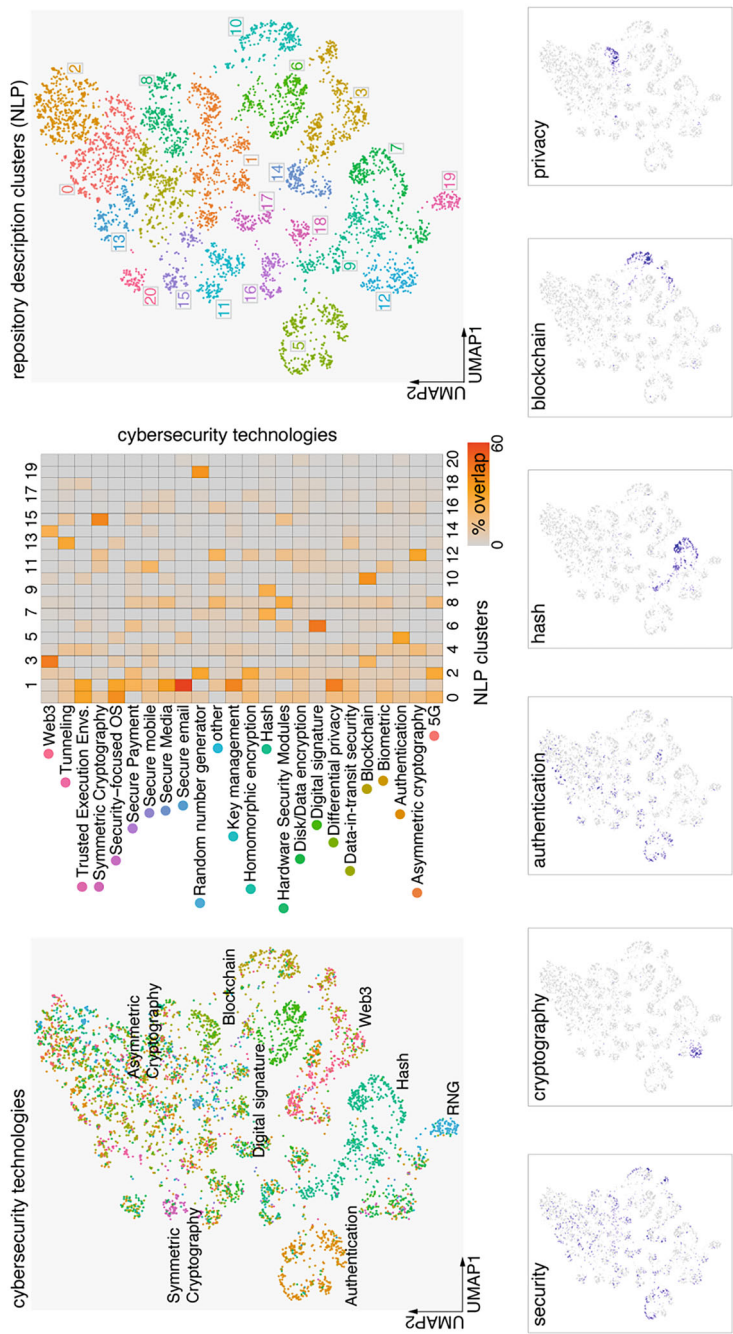 cybersecurity technologies
Asymmetric
Cryptography
Symmetric
Cryptography
Blockchain
Digital signature
Web3
Hash
Authentication
RNG
UMAP2
UMAP1
Web3
Tunneling
Trusted Execution Envs.
Symmetric Cryptography
Security-focused OS
Secure Payment
Secure mobile
Secure Media
Secure email
Random number generator
other
Key management
Homomorphic encryption
Hash
Hardware Security Modules
Disk/Data encryption
Digital signature
Differential privacy
Data-in-transit security
Blockchain
Biometric
Authentication
Asymmetric cryptography
5G
1 3 5 7 9 11 13 15 17 19
0 2 4 6 8 10 12 14 16 18 20
NLP clusters
cybersecurity technologies
% overlap
0 60
repository description clusters (NLP)
2
0
8
10
13
4
6
1
20
3
15
17
14
11
16
18
7
9
5
12
19
UMAP2
UMAP1
security
cryptography
authentication
hash
blockchain
privacy